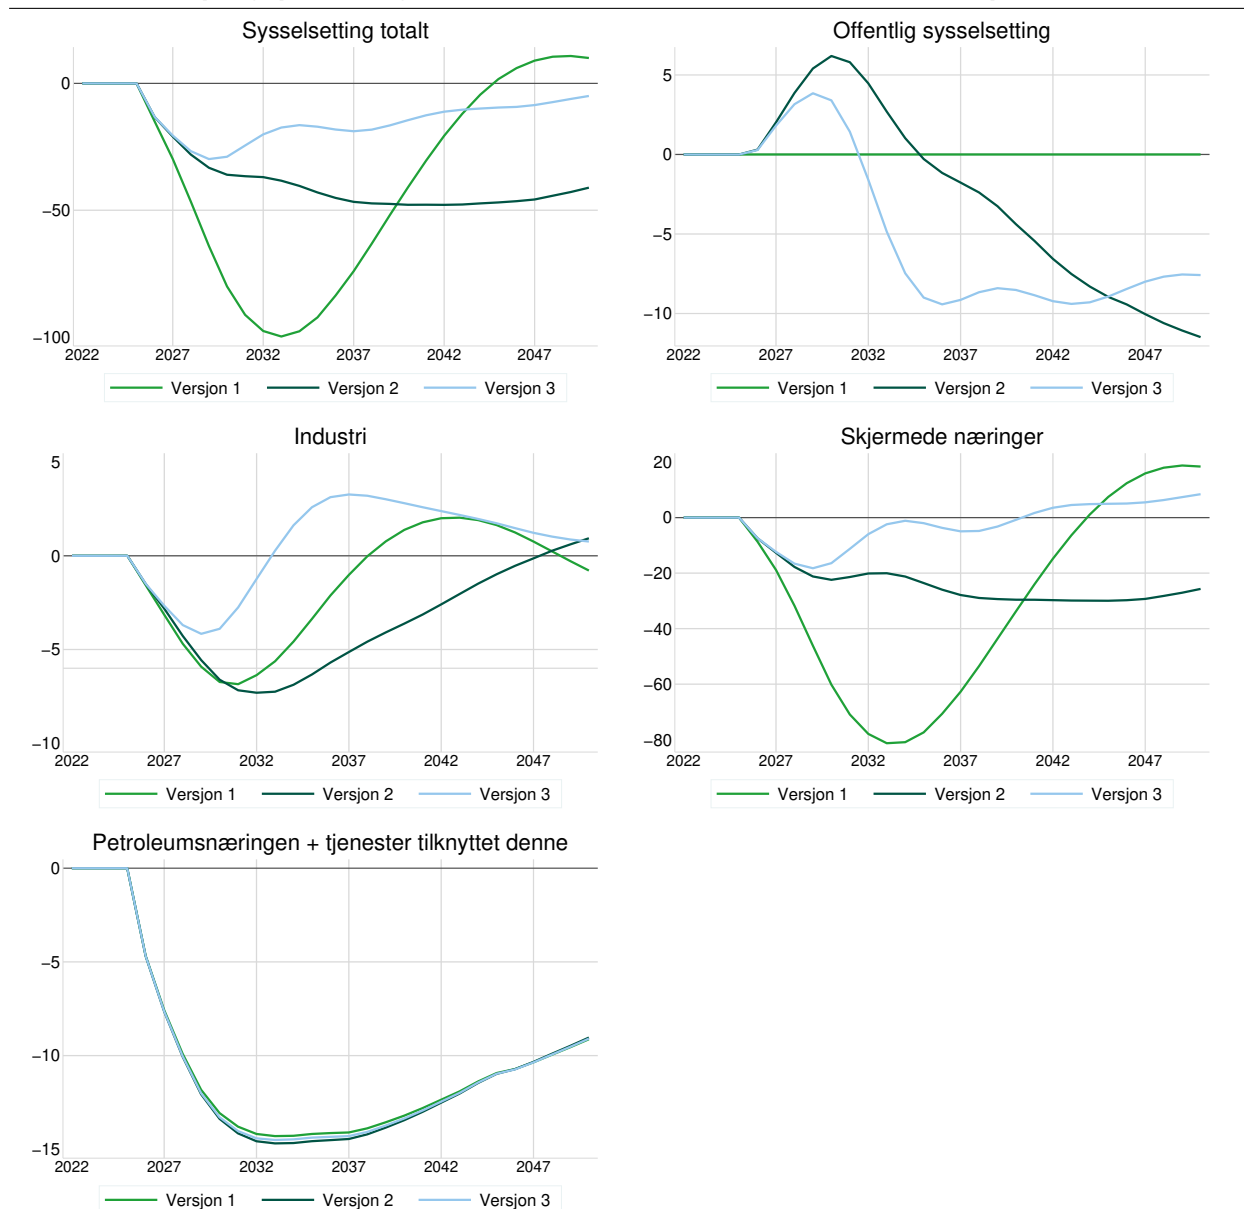 Sysselsetting totalt
0
−50
−100
2022 2027 2032 2037 2042 2047
Versjon 1 Versjon 2 Versjon 3
Offentlig sysselsetting
5
0
−5
−10
2022 2027 2032 2037 2042 2047
Versjon 1 Versjon 2 Versjon 3
Industri
5
0
−5
−10
2022 2027 2032 2037 2042 2047
Versjon 1 Versjon 2 Versjon 3
Skjermede næringer
20
0
−20
−40
−60
−80
2022 2027 2032 2037 2042 2047
Versjon 1 Versjon 2 Versjon 3
Petroleumsnæringen + tjenester tilknyttet denne
0
−5
−10
−15
2022 2027 2032 2037 2042 2047
Versjon 1 Versjon 2 Versjon 3